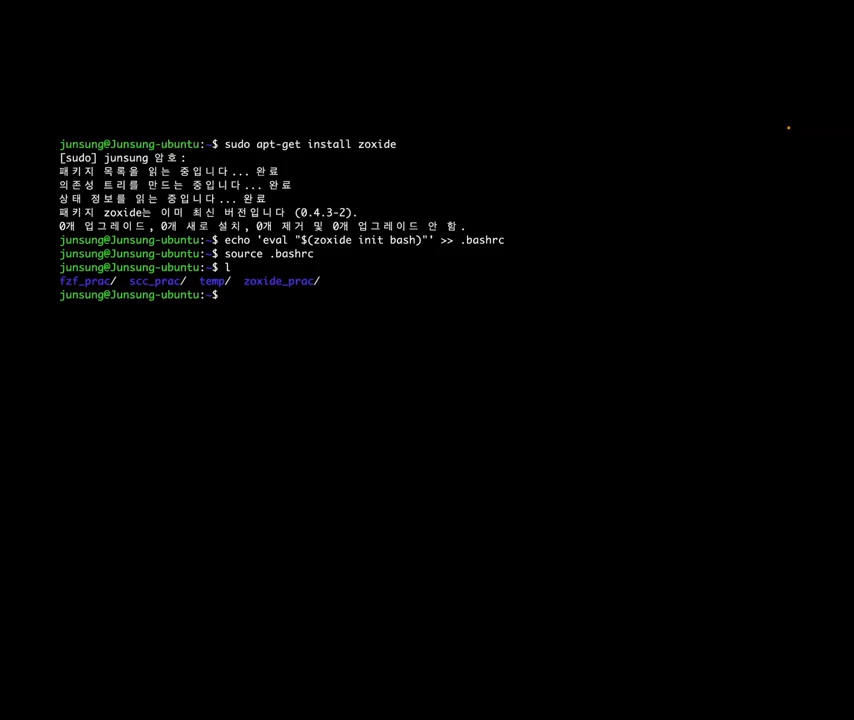 junsung@Junsung-ubuntu:~$ sudo apt-get install zoxide
[sudo] junsung 암호:
패키지 목록을 읽는 중입니다... 완료
의존성 트리를 만드는 중입니다... 완료
상태 정보를 읽는 중입니다... 완료
패키지 zoxide는 이미 최신 버전입니다 (0.4.3-2).
0개 업그레이드, 0개 새로 설치, 0개 제거 및 0개 업그레이드 안 함.
junsung@Junsung-ubuntu:~$ echo 'eval "$(zoxide init bash)"' >> .bashrc
junsung@Junsung-ubuntu:~$ source .bashrc
junsung@Junsung-ubuntu:~$ l
fzf_prac/  scc_prac/  temp/  zoxide_prac/
junsung@Junsung-ubuntu:~$